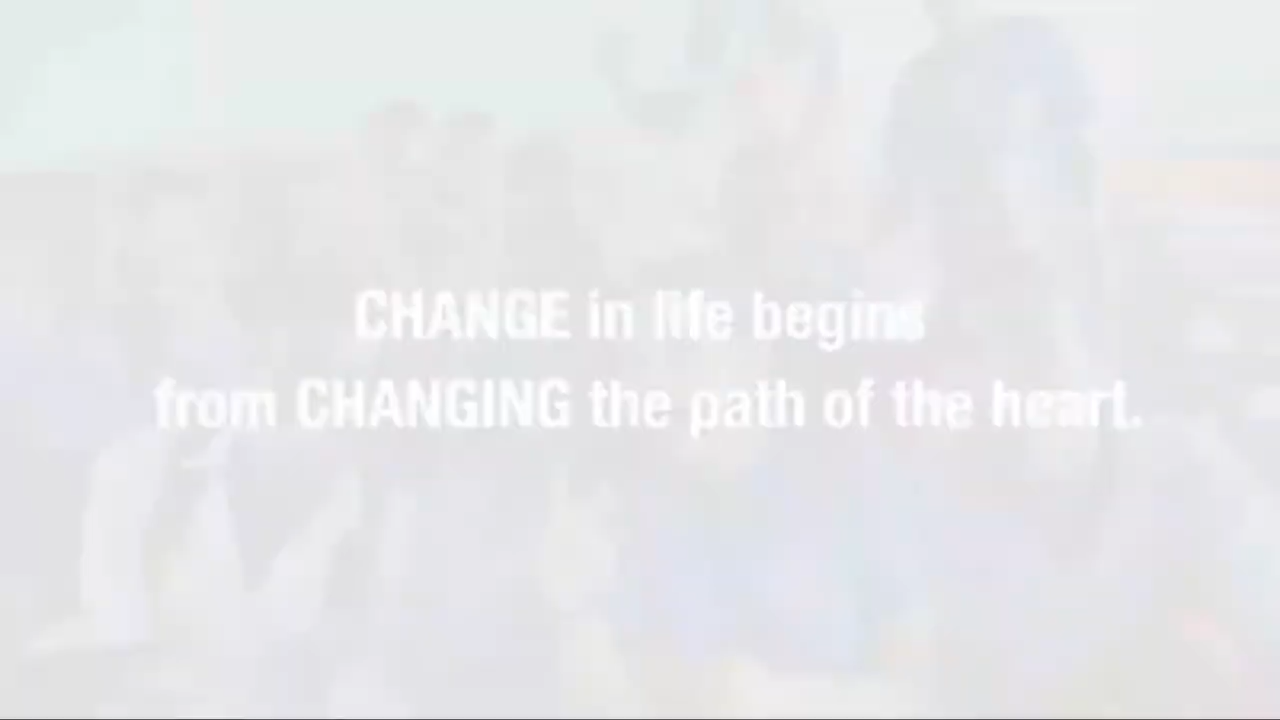 CHANGE in life begins
from CHANGING the path of the heart.